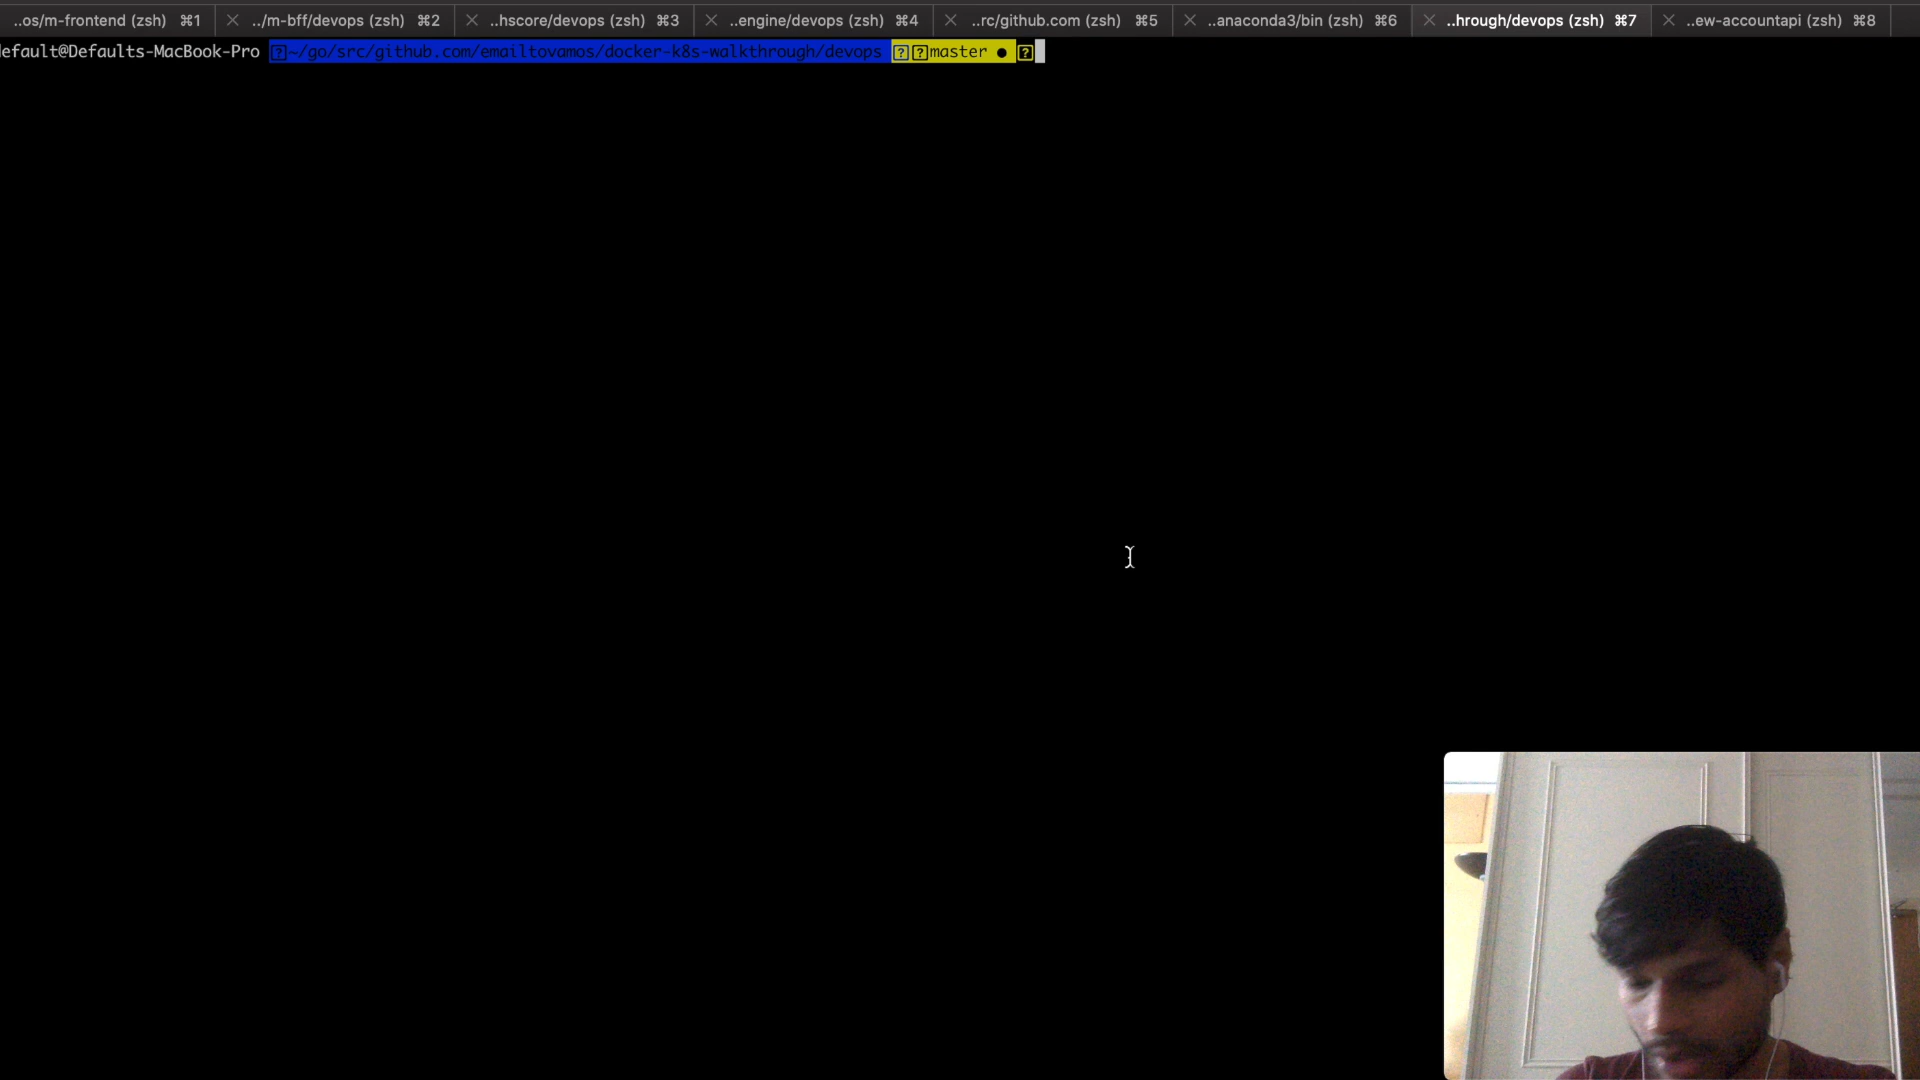 ..os/m-frontend (zsh) ⌘1 ../m-bff/devops (zsh) ⌘2 ..hscore/devops (zsh) ⌘3 ..engine/devops (zsh) ⌘4 ..rc/github.com (zsh) ⌘5 ..anaconda3/bin (zsh) ⌘6 ..hrough/devops (zsh) ⌘7 ..ew-accountapi (zsh) ⌘8
default@Defaults-MacBook-Pro ~/go/src/github.com/emailtovamos/docker-k8s-walkthrough/devops master ●